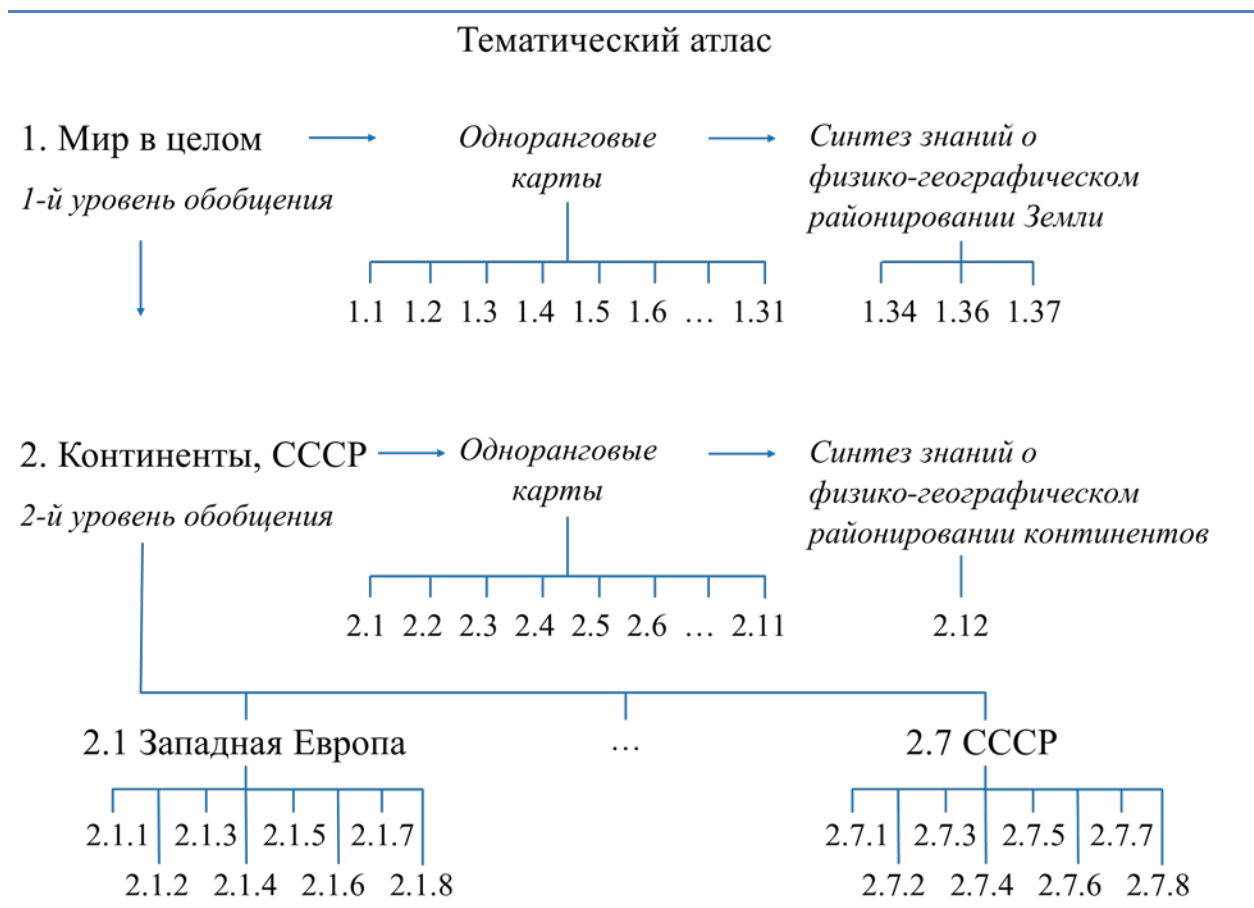 Тематический атлас
1. Мир в целом
1-й уровень обобщения
Одноранговые
карты
Синтез знаний о
физико-географическом
районировании Земли
1.1 1.2 1.3 1.4 1.5 1.6 … 1.31
1.34 1.36 1.37
2. Континенты, СССР
2-й уровень обобщения
Одноранговые
карты
Синтез знаний о
физико-географическом
районировании континентов
2.1 2.2 2.3 2.4 2.5 2.6 … 2.11
2.12
2.1 Западная Европа
…
2.7 СССР
2.1.1 2.1.3 2.1.5 2.1.7
2.1.2 2.1.4 2.1.6 2.1.8
2.7.1 2.7.3 2.7.5 2.7.7
2.7.2 2.7.4 2.7.6 2.7.8